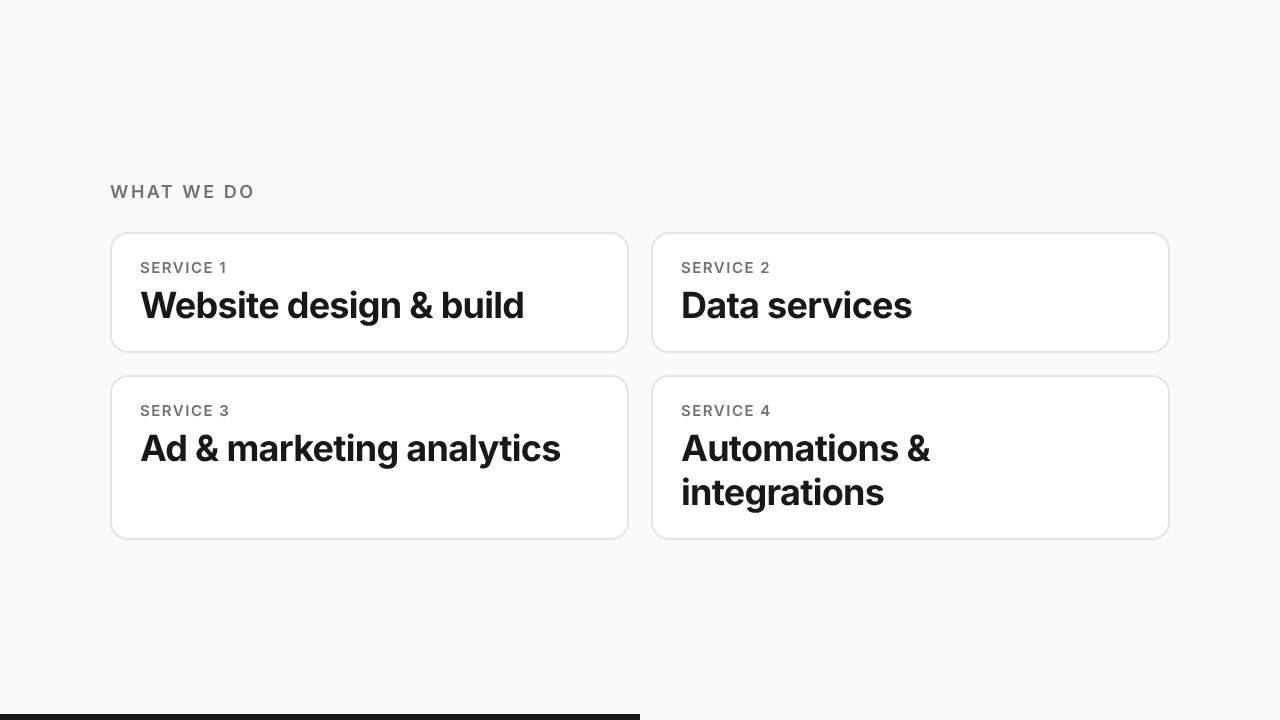 WHAT WE DO
SERVICE 1
Website design & build
SERVICE 2
Data services
SERVICE 3
Ad & marketing analytics
SERVICE 4
Automations &
integrations